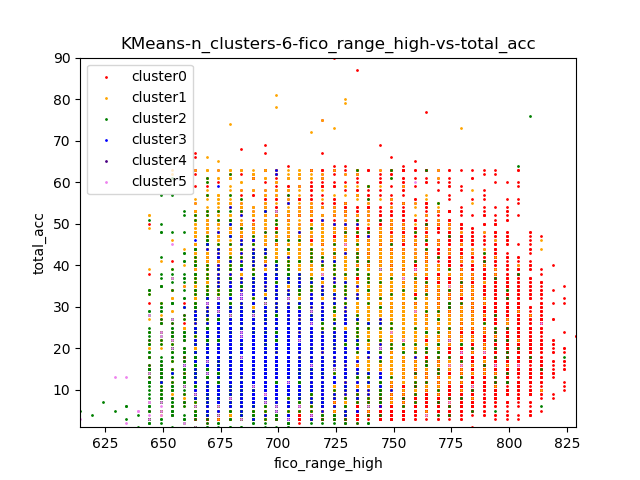 KMeans-n_clusters-6-fico_range_high-vs-total_acc
90
80
70
60
50
40
30
20
10
total_acc
cluster0
cluster1
cluster2
cluster3
cluster4
cluster5
625 650 675 700 725 750 775 800 825
fico_range_high